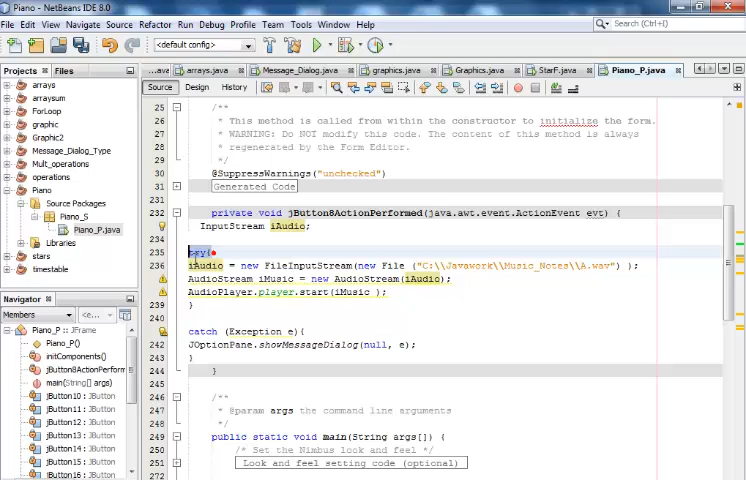 Piano - NetBeans IDE 8.0
File Edit View Navigate Source Refactor Run Debug Profile Team Tools Window Help
Search (Ctrl+I)
<default config>
Projects Files
...ava arrays.java Message_Dialog.java graphics.java Graphics.java StarF.java Piano_P.java
Source Design History
arrays
arraysum
ForLoop
graphic
Graphic2
Message_Dialog_Type
Mult_operations
operations
Piano
Source Packages
Piano_S
Piano_P.java
Libraries
stars
timestable
Navigator
Members <e...
Piano_P :: JFrame
Piano_P()
initComponents()
jButton8ActionPerform
main(String[] args)
jButton10 : JButton
jButton11 : JButton
jButton12 : JButton
jButton13 : JButton
jButton14 : JButton
jButton15 : JButton
jButton16 : JButton
25 /**
26 * This method is called from within the constructor to initialize the form.
27 * WARNING: Do NOT modify this code. The content of this method is always
28 * regenerated by the Form Editor.
29 */
30 @SuppressWarnings("unchecked")
31 Generated Code
232 private void jButton8ActionPerformed(java.awt.event.ActionEvent evt) {
InputStream iAudio;
234
235 try{
236 iAudio = new FileInputStream(new File ("C:\\Javawork\\Music_Notes\\A.wav") );
AudioStream iMusic = new AudioStream(iAudio);
AudioPlayer.player.start(iMusic );
239 }
240
catch (Exception e){
242 JOptionPane.showMessageDialog(null, e);
243 }
244 }
245
246 /**
247 * @param args the command line arguments
248 */
249 public static void main(String args[]) {
250 /* Set the Nimbus look and feel */
251 Look and feel setting code (optional)
272